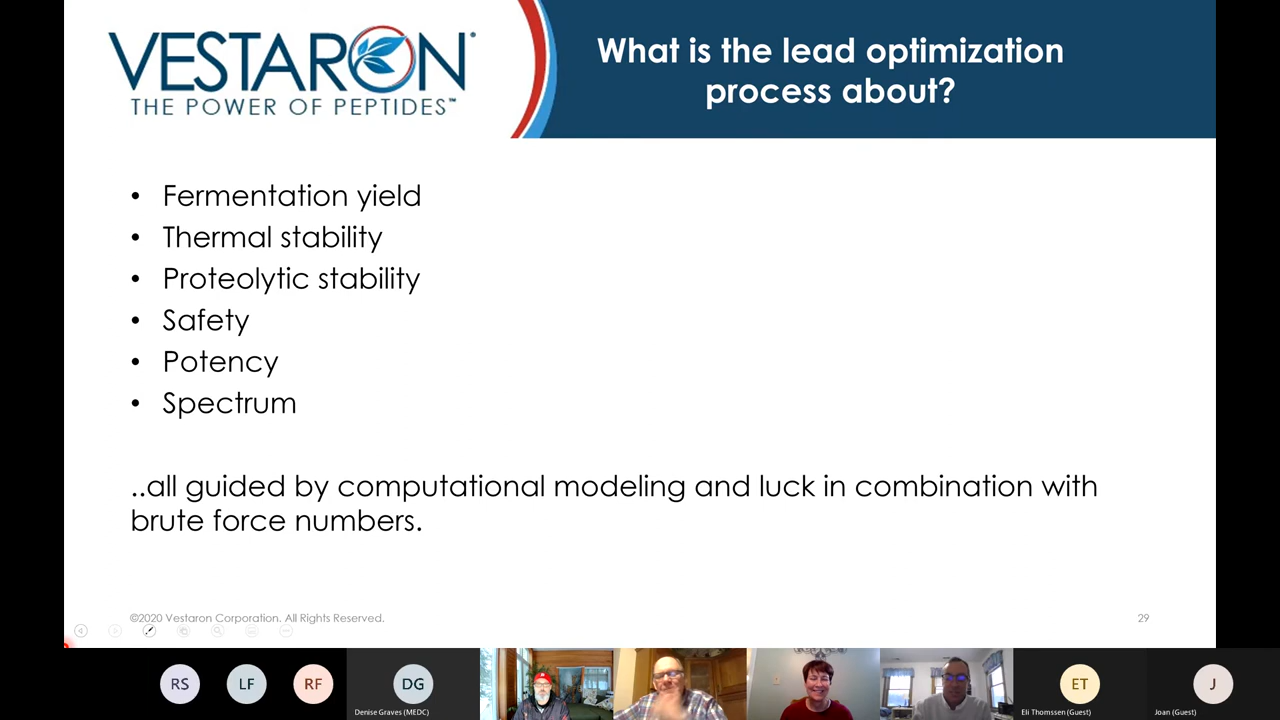 VESTARON
THE POWER OF PEPTIDES™
What is the lead optimization
process about?
• Fermentation yield
• Thermal stability
• Proteolytic stability
• Safety
• Potency
• Spectrum
..all guided by computational modeling and luck in combination with
brute force numbers.
©2020 Vestaron Corporation. All Rights Reserved.
29
RS
LF
RF
DG
Denise Graves (MEDC)
ET
Eli Thomssen (Guest)
J
Joan (Guest)